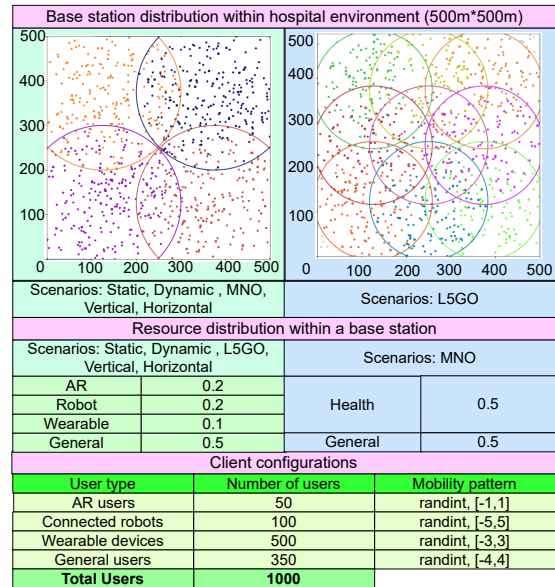 Base station distribution within hospital environment (500m*500m)
500
400
300
200
100
0 100 200 300 400 500
500
400
300
200
100
0 100 200 300 400 500
Scenarios: Static, Dynamic , MNO,
Vertical, Horizontal
Scenarios: L5GO
Resource distribution within a base station
Scenarios: Static, Dynamic , L5GO,
Vertical, Horizontal
Scenarios: MNO
AR 0.2
Robot 0.2
Wearable 0.1
General 0.5
Health 0.5
General 0.5
Client configurations
User type Number of users Mobility pattern
AR users 50 randint, [-1,1]
Connected robots 100 randint, [-5,5]
Wearable devices 500 randint, [-3,3]
General users 350 randint, [-4,4]
Total Users 1000